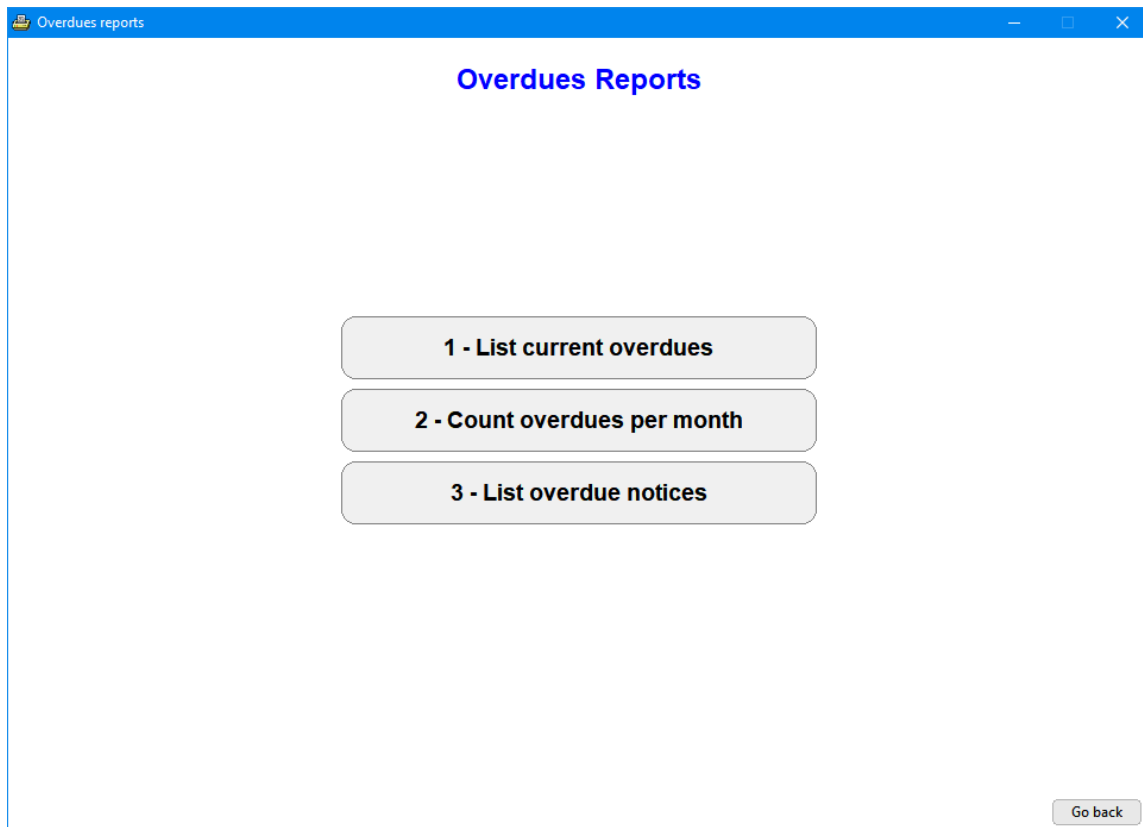 Overdues reports
Overdues Reports
1 - List current overdues
2 - Count overdues per month
3 - List overdue notices
Go back